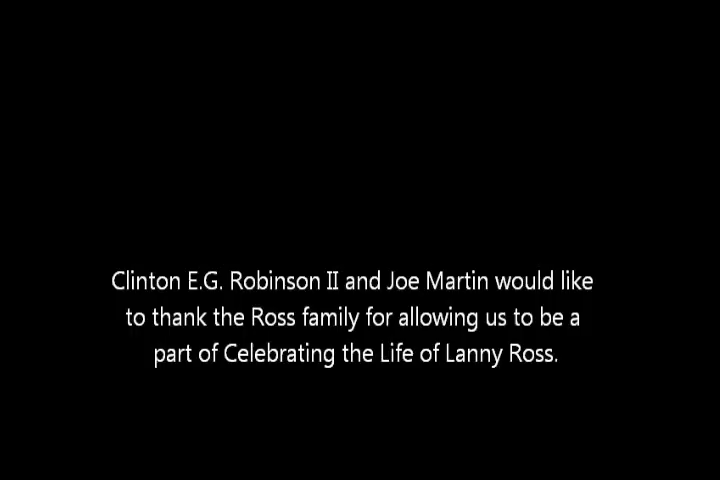 Clinton E.G. Robinson II and Joe Martin would like
to thank the Ross family for allowing us to be a
part of Celebrating the Life of Lanny Ross.